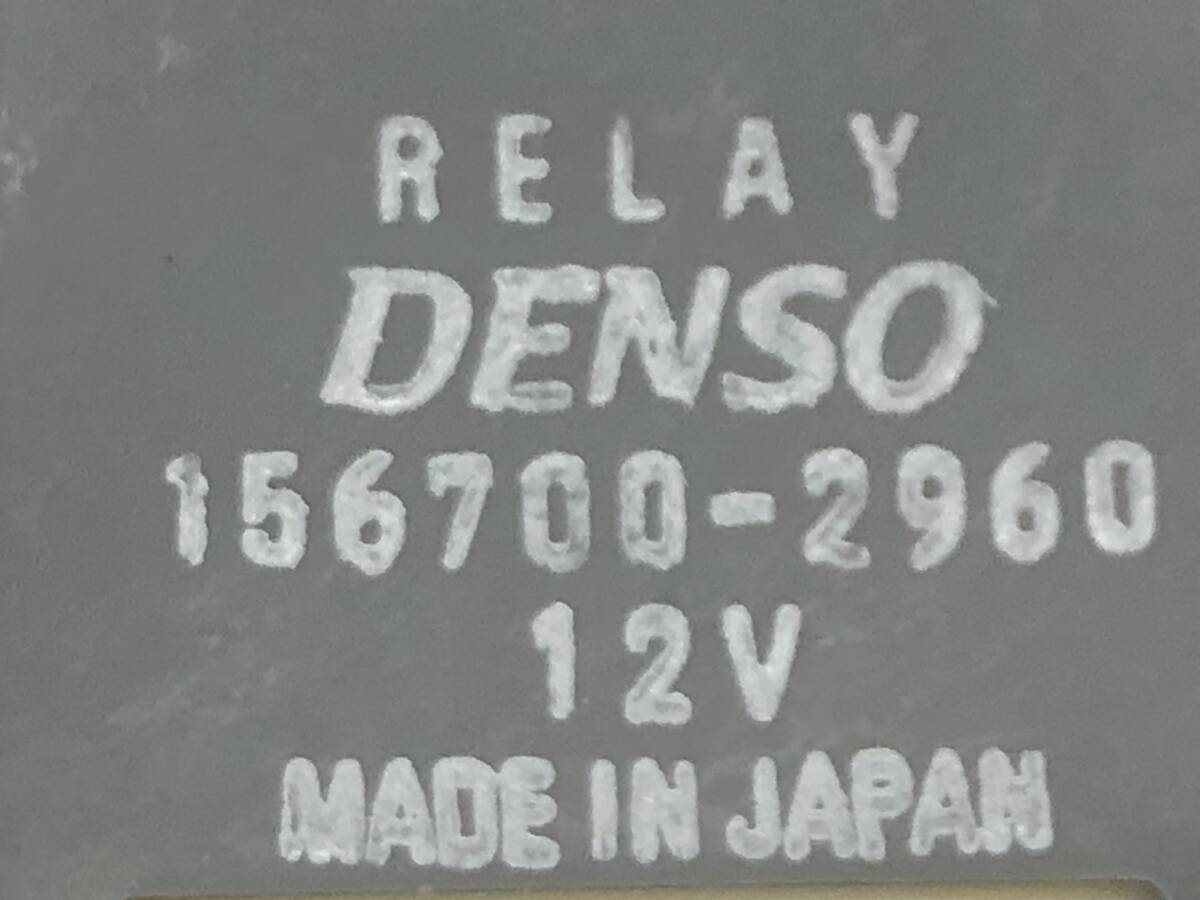 RELAY
DENSO
156700-2960
12V
MADE IN JAPAN